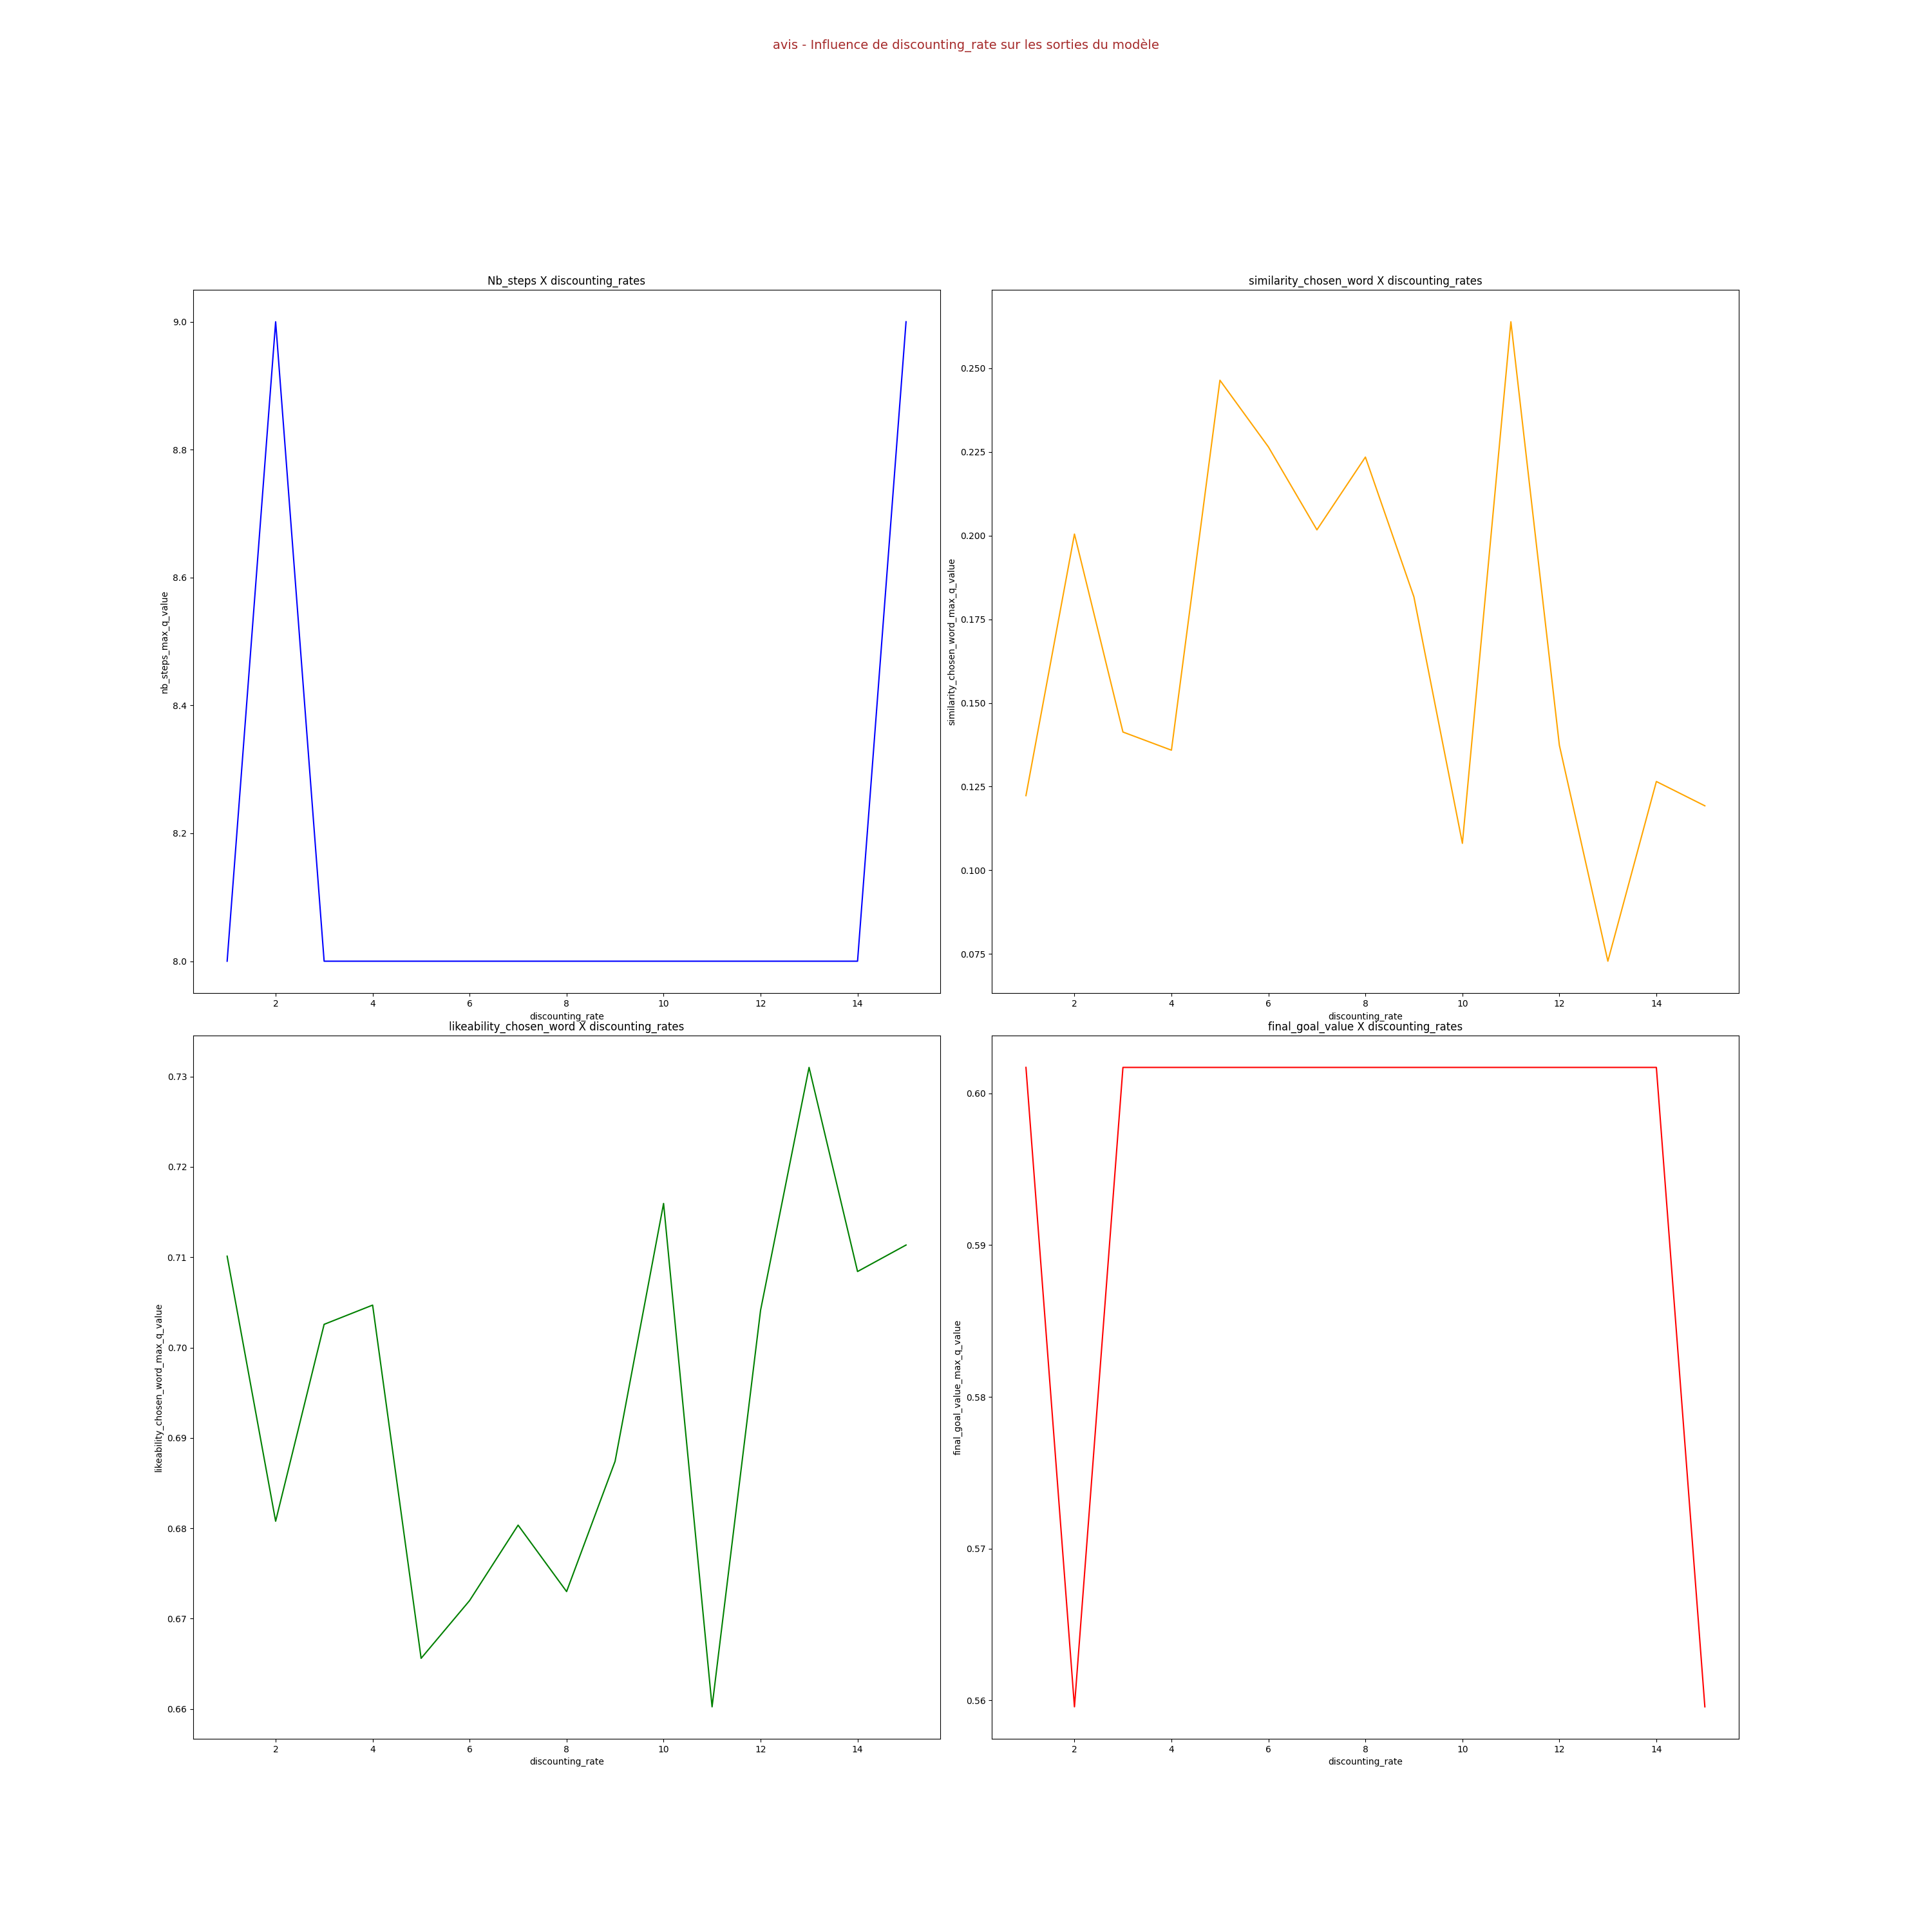 avis - Influence de discounting_rate sur les sorties du modèle
Nb_steps X discounting_rates
nb_steps_max_q_value
9.0
8.8
8.6
8.4
8.2
8.0
2 4 6 8 10 12 14
discounting_rate
similarity_chosen_word X discounting_rates
similarity_chosen_word_max_q_value
0.250
0.225
0.200
0.175
0.150
0.125
0.100
0.075
2 4 6 8 10 12 14
discounting_rate
likeability_chosen_word X discounting_rates
likeability_chosen_word_max_q_value
0.73
0.72
0.71
0.70
0.69
0.68
0.67
0.66
2 4 6 8 10 12 14
discounting_rate
final_goal_value X discounting_rates
final_goal_value_max_q_value
0.60
0.59
0.58
0.57
0.56
2 4 6 8 10 12 14
discounting_rate